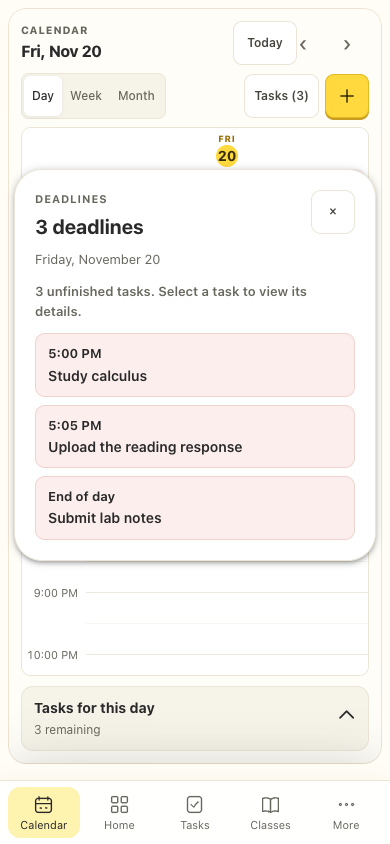 CALENDAR
Fri, Nov 20
Today
Day Week Month
Tasks (3)
FRI
20
DEADLINES
3 deadlines
×
Friday, November 20
3 unfinished tasks. Select a task to view its
details.
5:00 PM
Study calculus
5:05 PM
Upload the reading response
End of day
Submit lab notes
9:00 PM
10:00 PM
Tasks for this day
3 remaining
Calendar Home Tasks Classes More